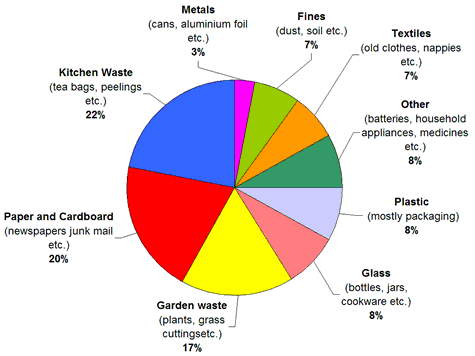 Metals
(cans, aluminium foil
etc.)
3%
Fines
(dust, soil etc.)
7%
Textiles
(old clothes, nappies
etc.)
7%
Other
(batteries, household
appliances, medicines
etc.)
8%
Plastic
(mostly packaging)
8%
Glass
(bottles, jars,
cookware etc.)
8%
Garden waste
(plants, grass
cuttingsetc.)
17%
Paper and Cardboard
(newspapers junk mail
etc.)
20%
Kitchen Waste
(tea bags, peelings
etc.)
22%